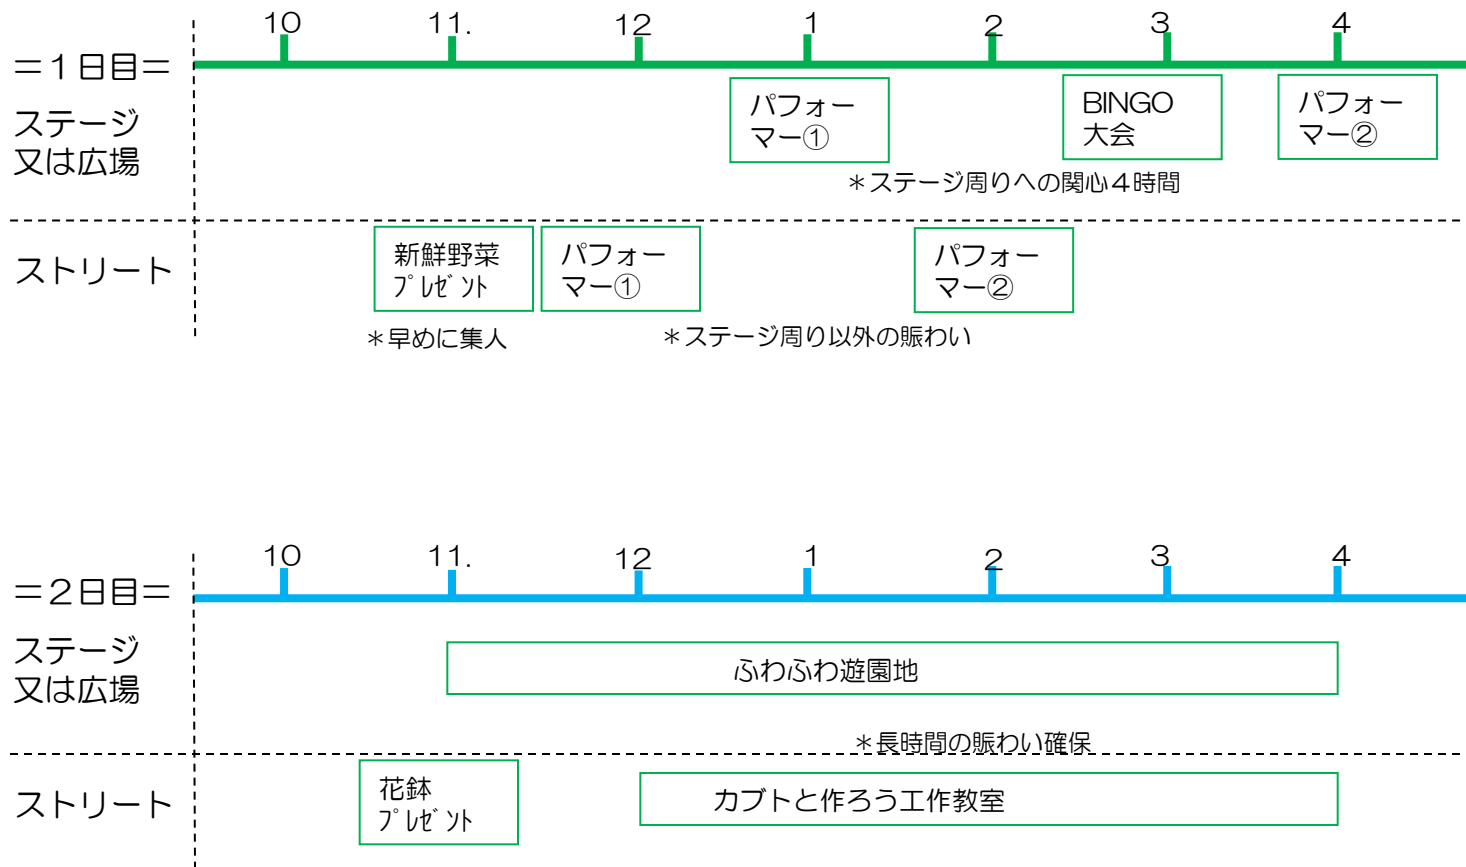 10 11. 12 1 2 3 4
=1日目=
ステージ
又は広場
パフォー
マー①
BINGO
大会
パフォー
マー②
*ステージ周りへの関心4時間
ストリート
新鮮野菜
プレゼント
パフォー
マー①
パフォー
マー②
*早めに集人
*ステージ周り以外の賑わい
10 11. 12 1 2 3 4
=2日目=
ステージ
又は広場
ふわふわ遊園地
*長時間の賑わい確保
ストリート
花鉢
プレゼント
カブトと作ろう工作教室